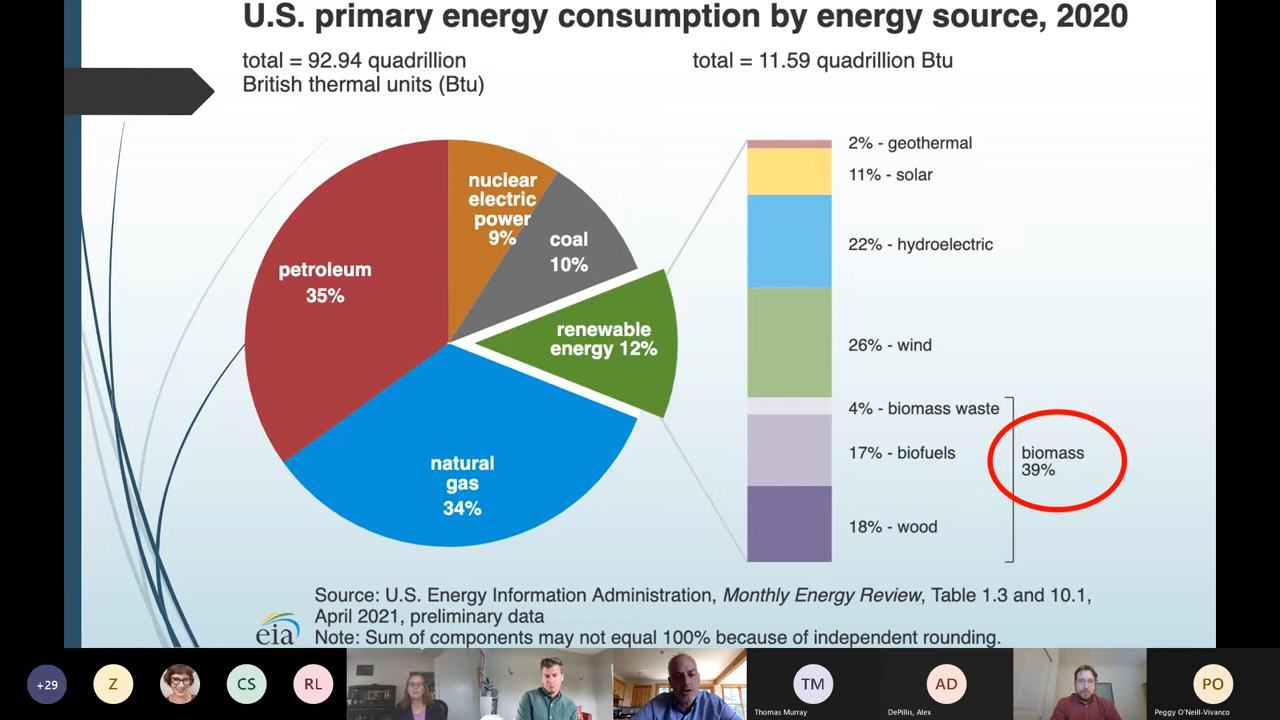 U.S. primary energy consumption by energy source, 2020
total = 92.94 quadrillion
British thermal units (Btu)
total = 11.59 quadrillion Btu
nuclear
electric
power
9%
coal
10%
petroleum
35%
renewable
energy 12%
natural
gas
34%
2% - geothermal
11% - solar
22% - hydroelectric
26% - wind
4% - biomass waste
17% - biofuels
18% - wood
biomass
39%
Source: U.S. Energy Information Administration, Monthly Energy Review, Table 1.3 and 10.1,
April 2021, preliminary data
Note: Sum of components may not equal 100% because of independent rounding.
eia
+29
Z
CS
RL
TM
Thomas Murray
AD
DePillis, Alex
PO
Peggy O'Neill-Vivanco